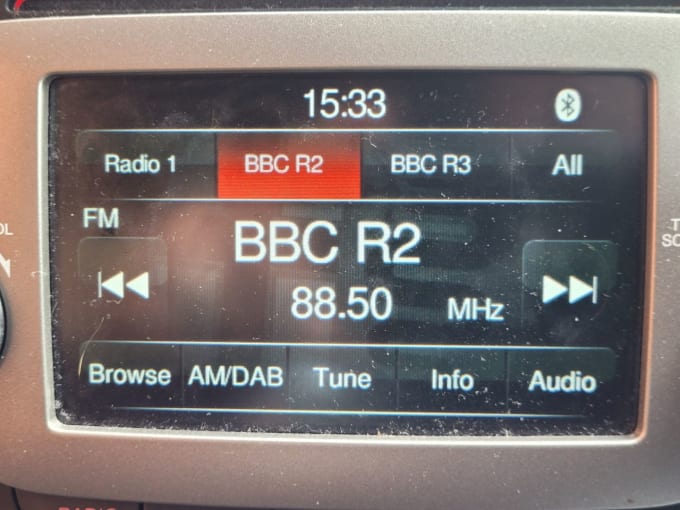 15:33
Radio 1 BBC R2 BBC R3 All
FM
BBC R2
88.50 MHz
Browse AM/DAB Tune Info Audio